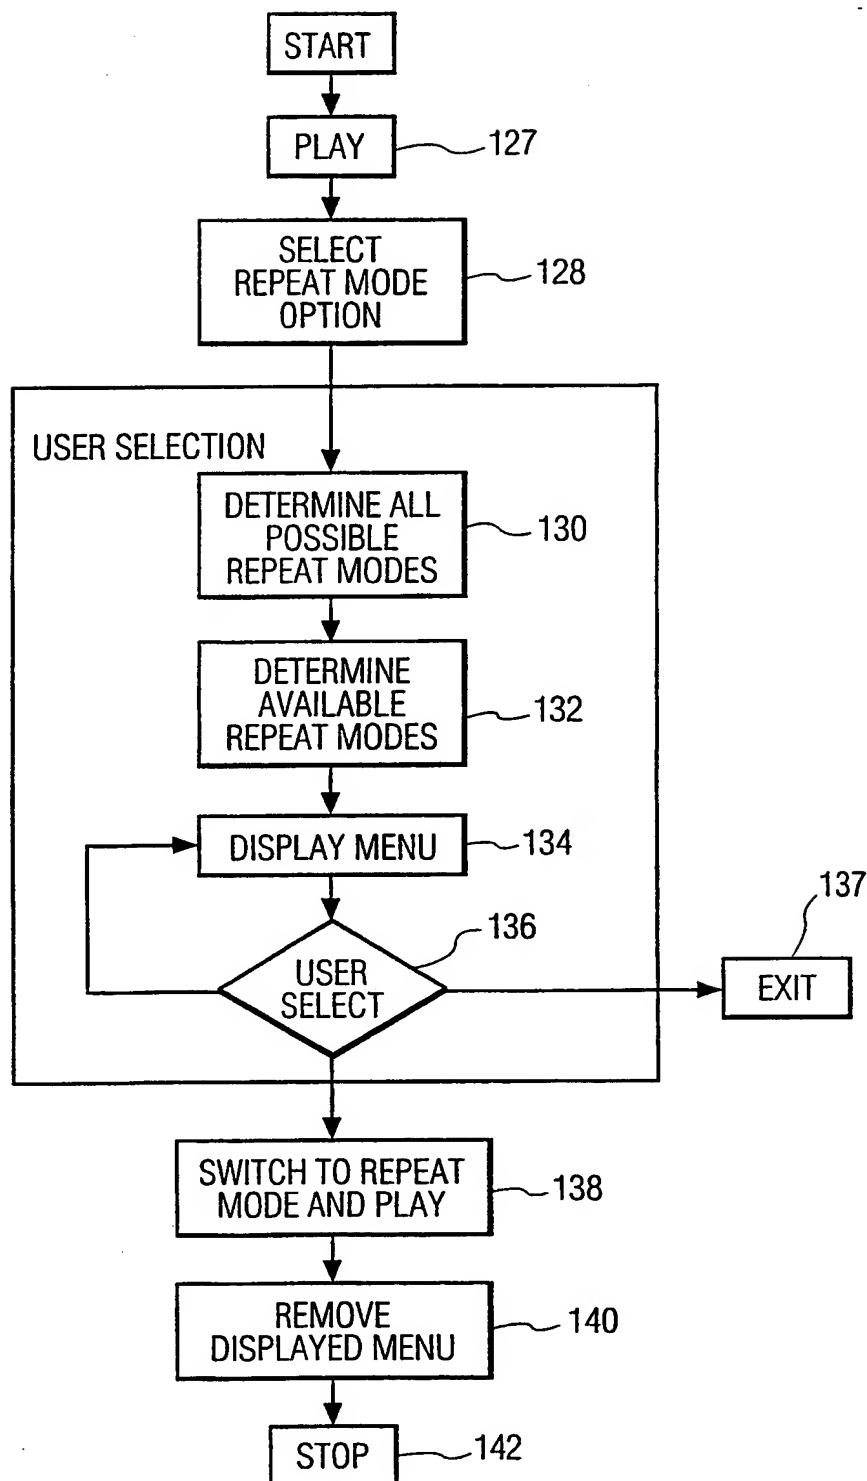 START
PLAY
127
SELECT
REPEAT MODE
OPTION
128
USER SELECTION
DETERMINE ALL
POSSIBLE
REPEAT MODES
130
DETERMINE
AVAILABLE
REPEAT MODES
132
DISPLAY MENU
134
136
137
USER
SELECT
EXIT
SWITCH TO REPEAT
MODE AND PLAY
138
REMOVE
DISPLAYED MENU
140
STOP
142